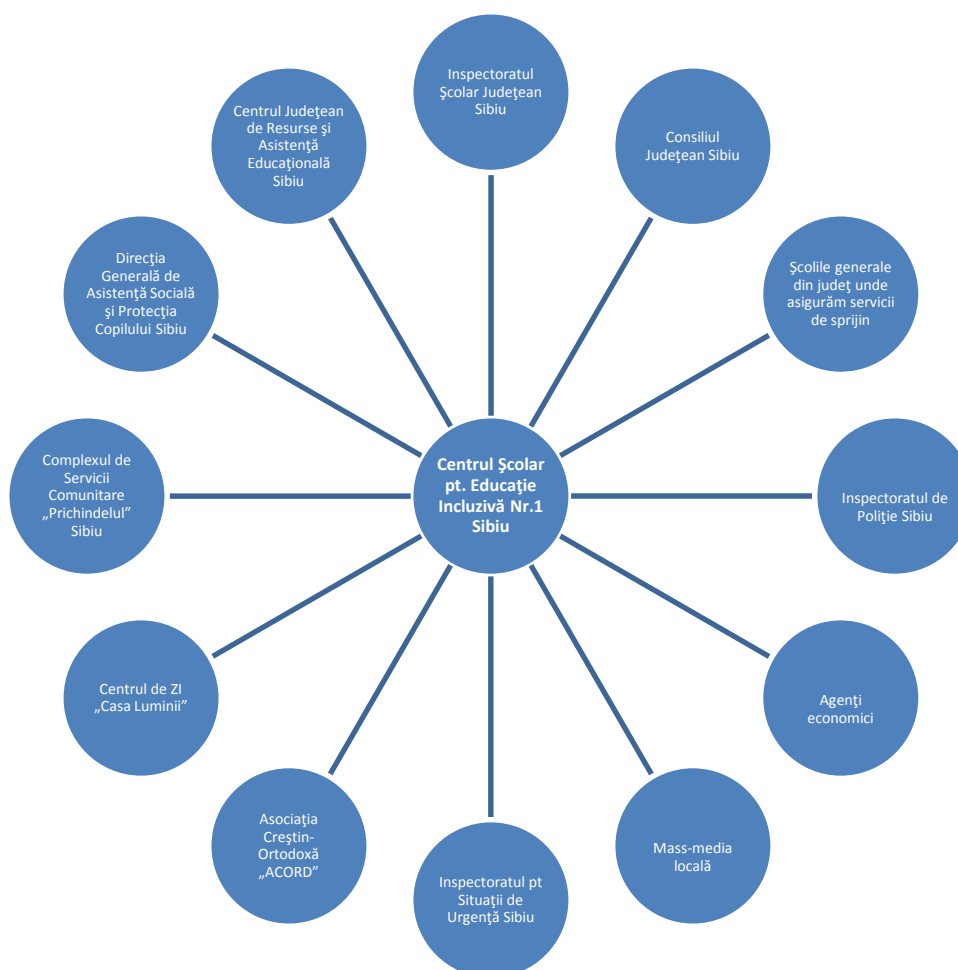 Inspectoratul
Şcolar Judeţean
Sibiu
Consiliul
Judeţean Sibiu
Şcolile generale
din judeţ unde
asigurăm servicii
de sprijin
Inspectoratul de
Poliţie Sibiu
Agenţi
economici
Mass-media
locală
Inspectoratul pt
Situaţii de
Urgenţă Sibiu
Asociaţia
Creştin-
Ortodoxă
„ACORD”
Centrul de ZI
„Casa Luminii”
Complexul de
Servicii
Comunitare
„Prichindelul”
Sibiu
Direcţia
Generală de
Asistenţă Socială
şi Protecţia
Copilului Sibiu
Centrul Judeţean
de Resurse şi
Asistenţă
Educaţională
Sibiu
Centrul Şcolar
pt. Educaţie
Incluzivă Nr.1
Sibiu